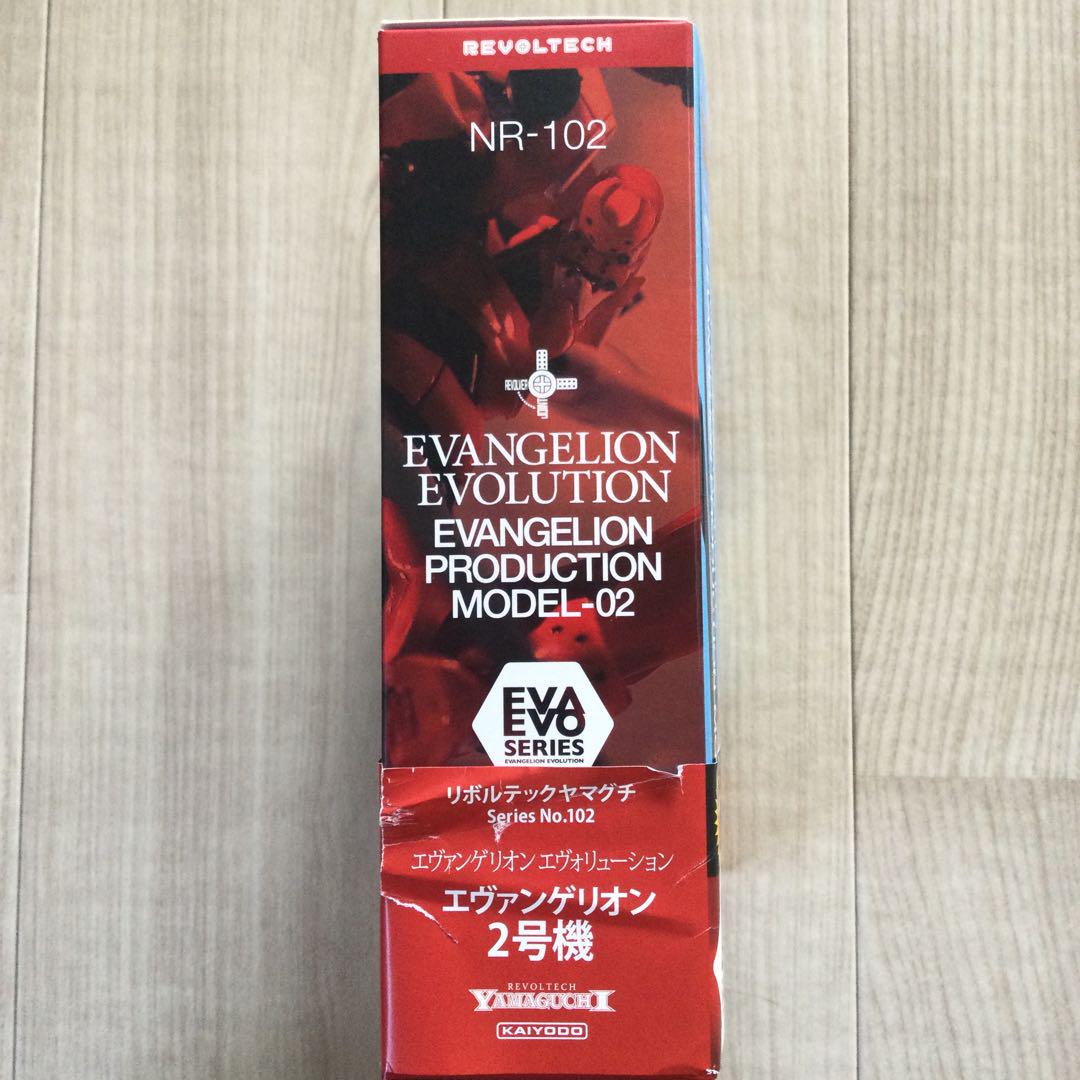 REVOLTECH
NR-102
REVOLVER
JOINT
EVANGELION
EVOLUTION
EVANGELION
PRODUCTION
MODEL-02
EVA
EVO
SERIES
EVANGELION EVOLUTION
リボルテックヤマグチ
Series No.102
エヴァンゲリオン エヴォリューション
エヴァンゲリオン
2号機
REVOLTECH
YAMAGUCHI
KAIYODO